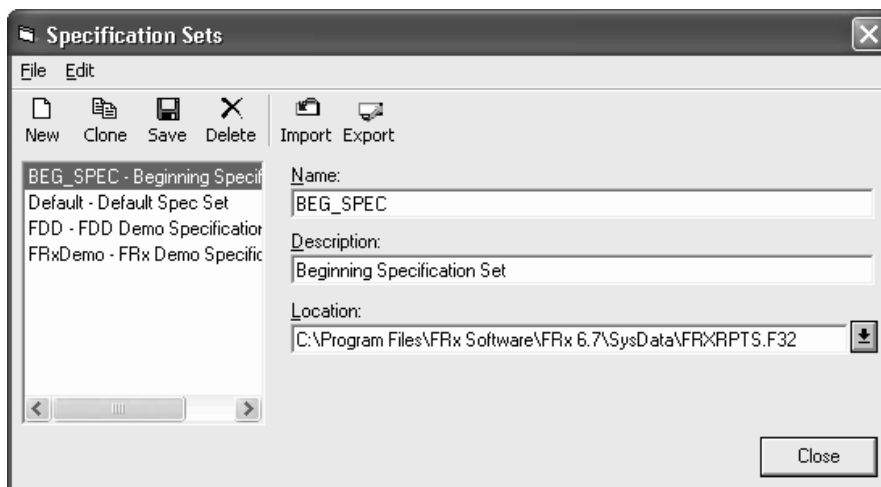 Specification Sets
File Edit
New Clone Save Delete Import Export
BEG_SPEC - Beginning Specif
Default - Default Spec Set
FDD - FDD Demo Specification
FRxDemo - FRx Demo Specific
Name:
BEG_SPEC
Description:
Beginning Specification Set
Location:
C:\Program Files\FRx Software\FRx 6.7\SysData\FRXRPTS.F32
Close